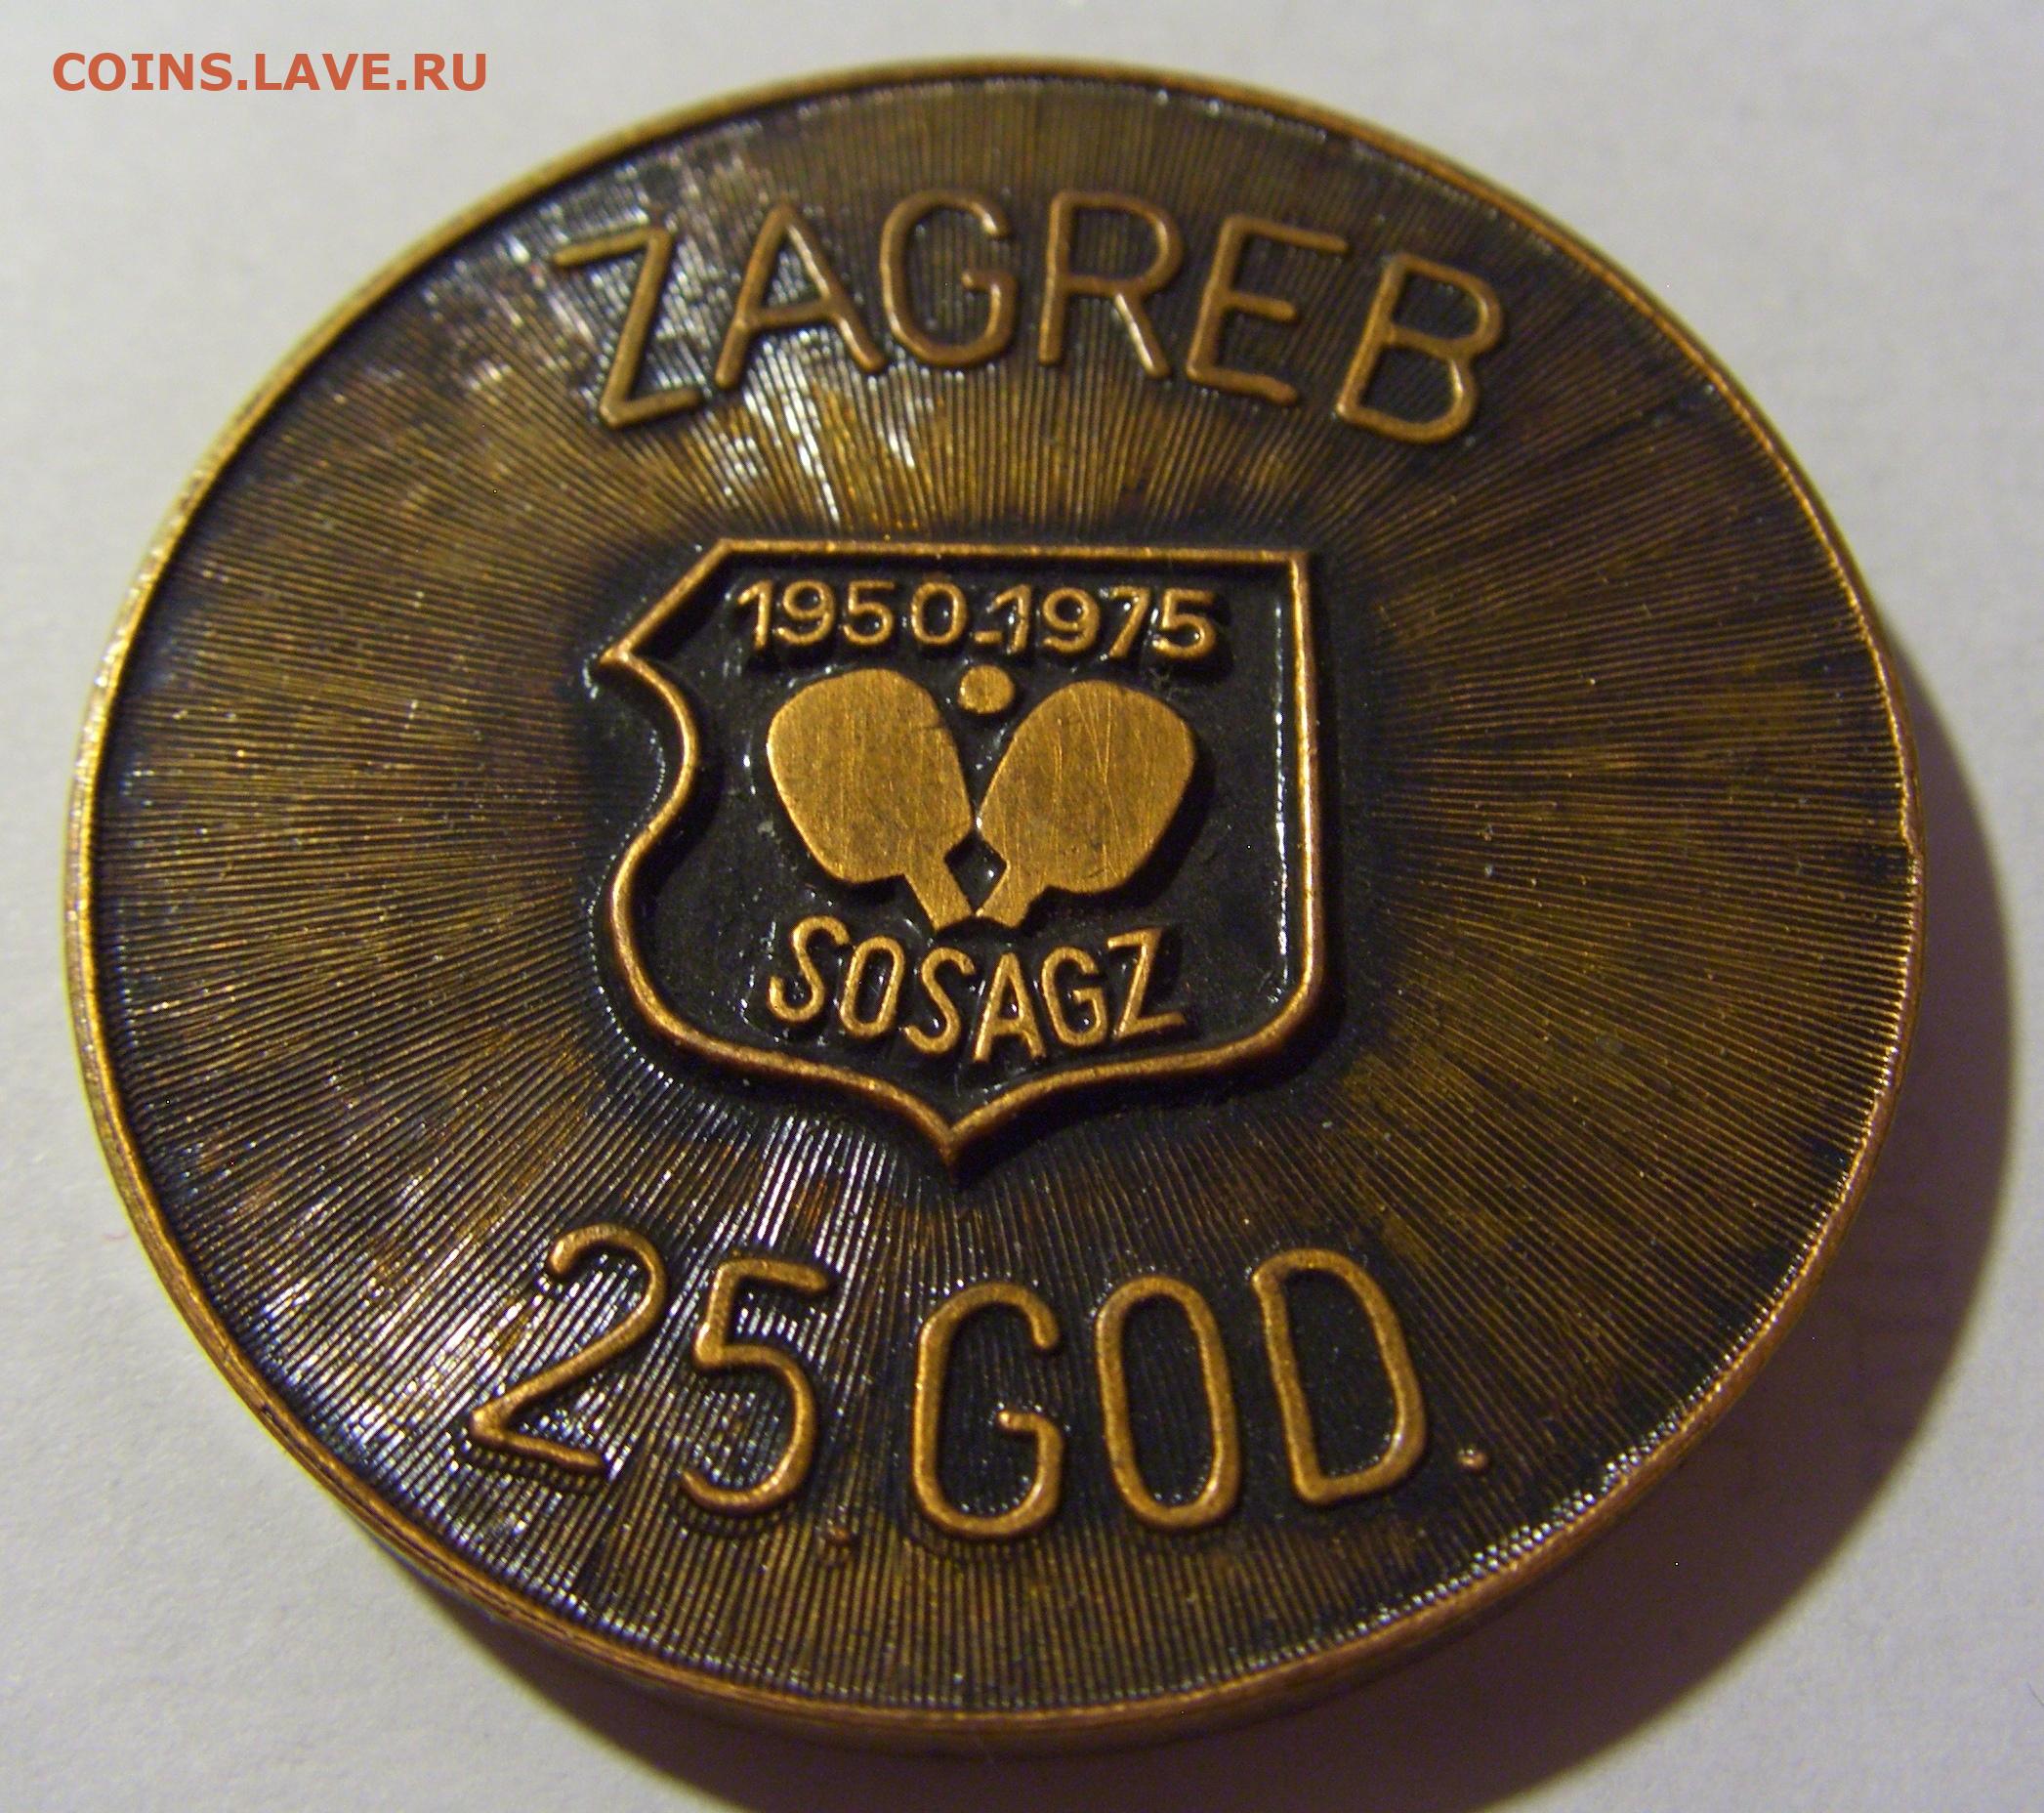 COINS.LAVE.RU
ZAGREB
1950-1975
SOSAGZ
25.GOD.